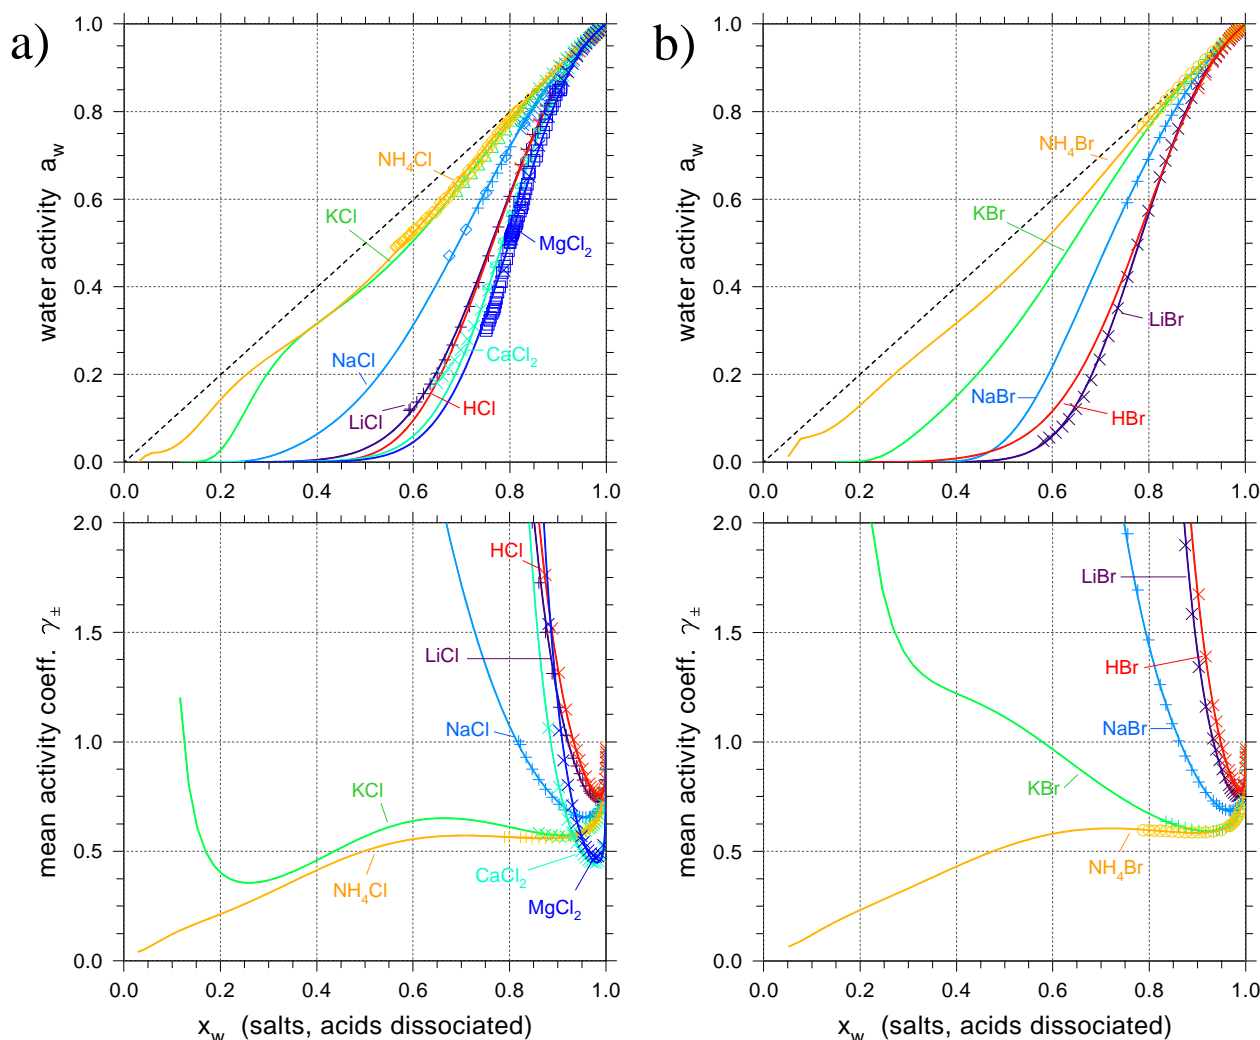 a)
1.0
0.8
0.6
0.4
0.2
0.0
water activity a_w
NH₄Cl
KCl
NaCl
LiCl
HCl
CaCl₂
MgCl₂
0.0 0.2 0.4 0.6 0.8 1.0
b)
1.0
0.8
0.6
0.4
0.2
0.0
water activity a_w
NH₄Br
KBr
LiBr
NaBr
HBr
0.0 0.2 0.4 0.6 0.8 1.0
2.0
1.5
1.0
0.5
0.0
mean activity coeff. γ±
HCl
LiCl
NaCl
KCl
NH₄Cl
CaCl₂
MgCl₂
0.0 0.2 0.4 0.6 0.8 1.0
x_w (salts, acids dissociated)
2.0
1.5
1.0
0.5
0.0
mean activity coeff. γ±
LiBr
HBr
NaBr
KBr
NH₄Br
0.0 0.2 0.4 0.6 0.8 1.0
x_w (salts, acids dissociated)